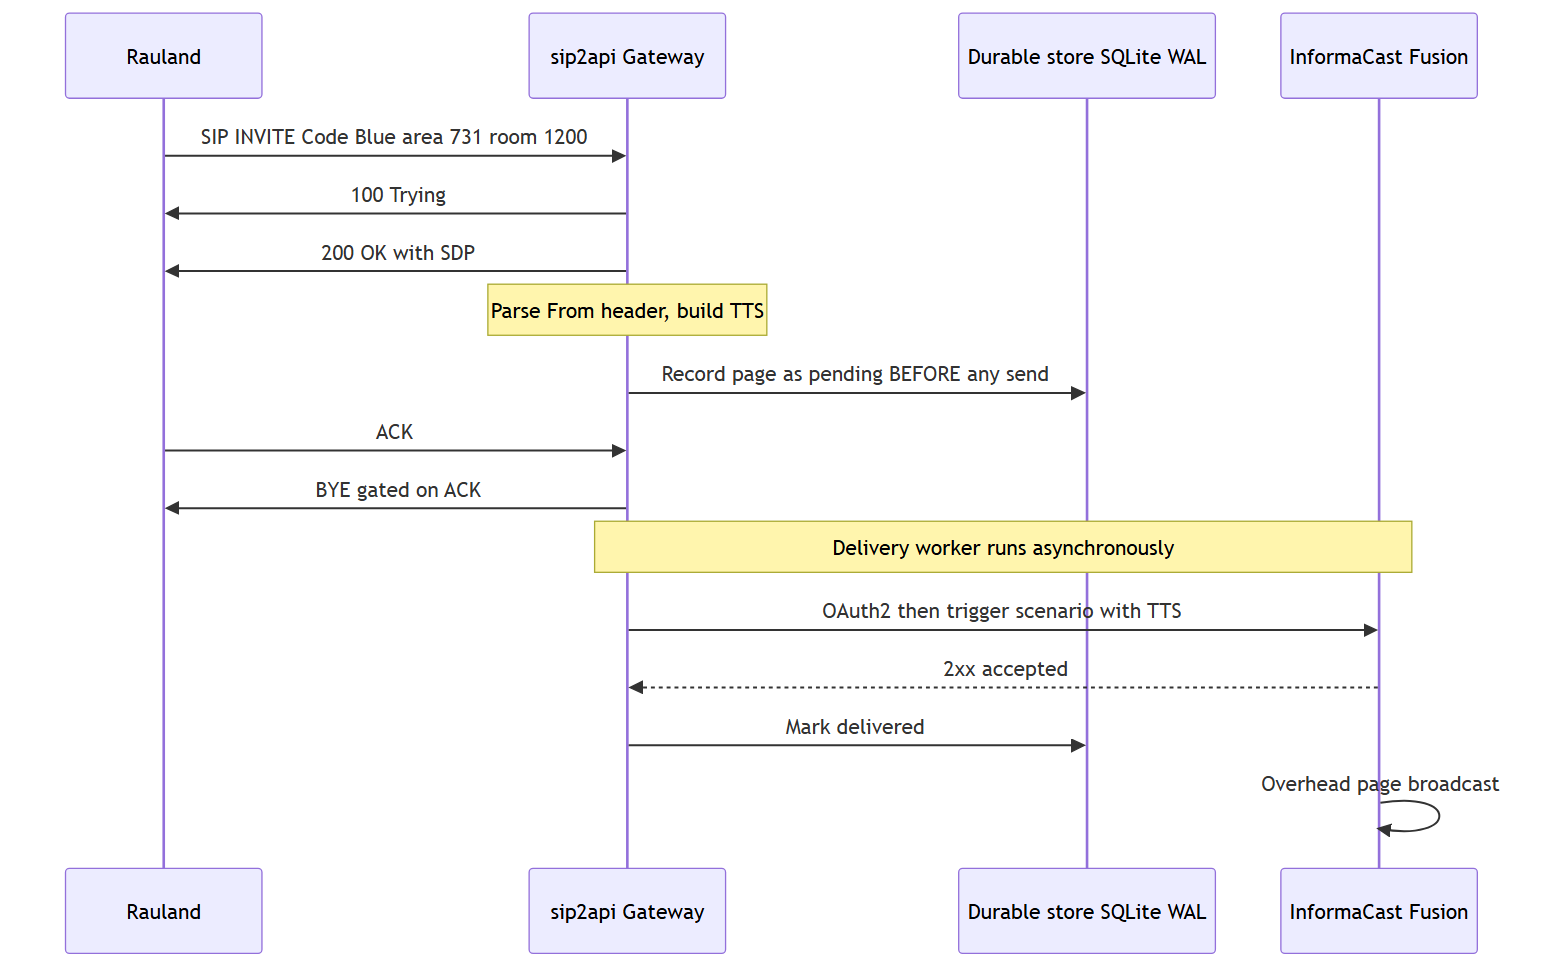 Rauland
sip2api Gateway
Durable store SQLite WAL
InformaCast Fusion
SIP INVITE Code Blue area 731 room 1200
100 Trying
200 OK with SDP
Parse From header, build TTS
Record page as pending BEFORE any send
ACK
BYE gated on ACK
Delivery worker runs asynchronously
OAuth2 then trigger scenario with TTS
2xx accepted
Mark delivered
Overhead page broadcast
Rauland
sip2api Gateway
Durable store SQLite WAL
InformaCast Fusion